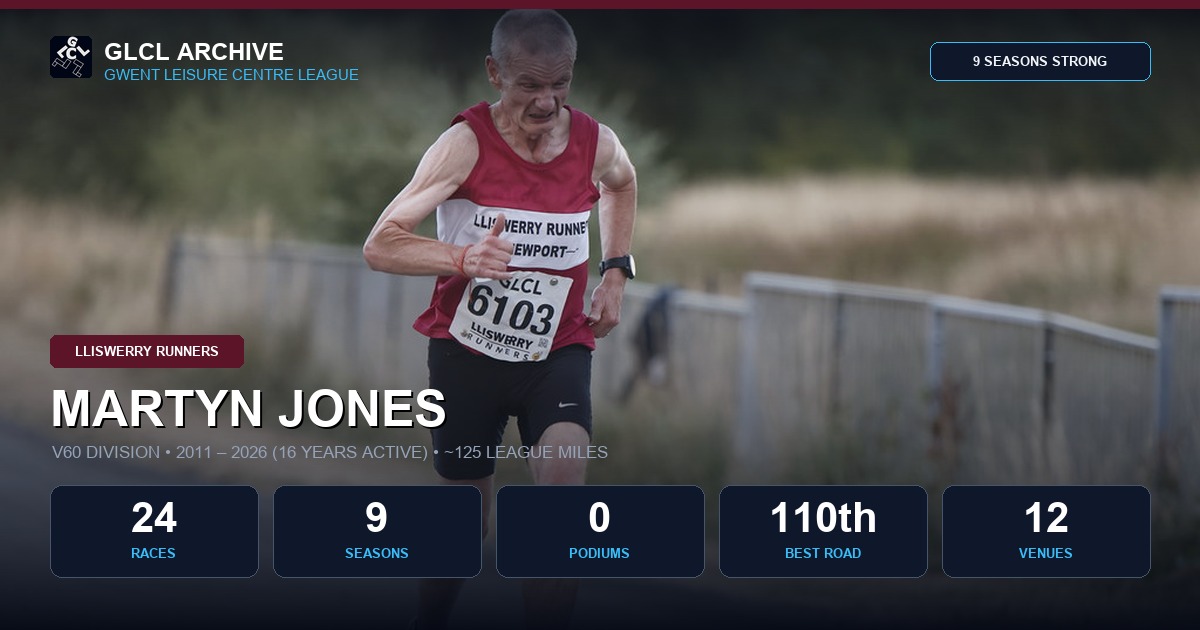 GLCL ARCHIVE
GWENT LEISURE CENTRE LEAGUE
9 SEASONS STRONG
LLISWERRY RUNNE
EWPORT
GLCL
6103
LLISWERRY
RUNNERS
LLISWERRY RUNNERS
MARTYN JONES
V60 DIVISION • 2011 – 2026 (16 YEARS ACTIVE) • ~125 LEAGUE MILES
24
RACES
9
SEASONS
0
PODIUMS
110th
BEST ROAD
12
VENUES